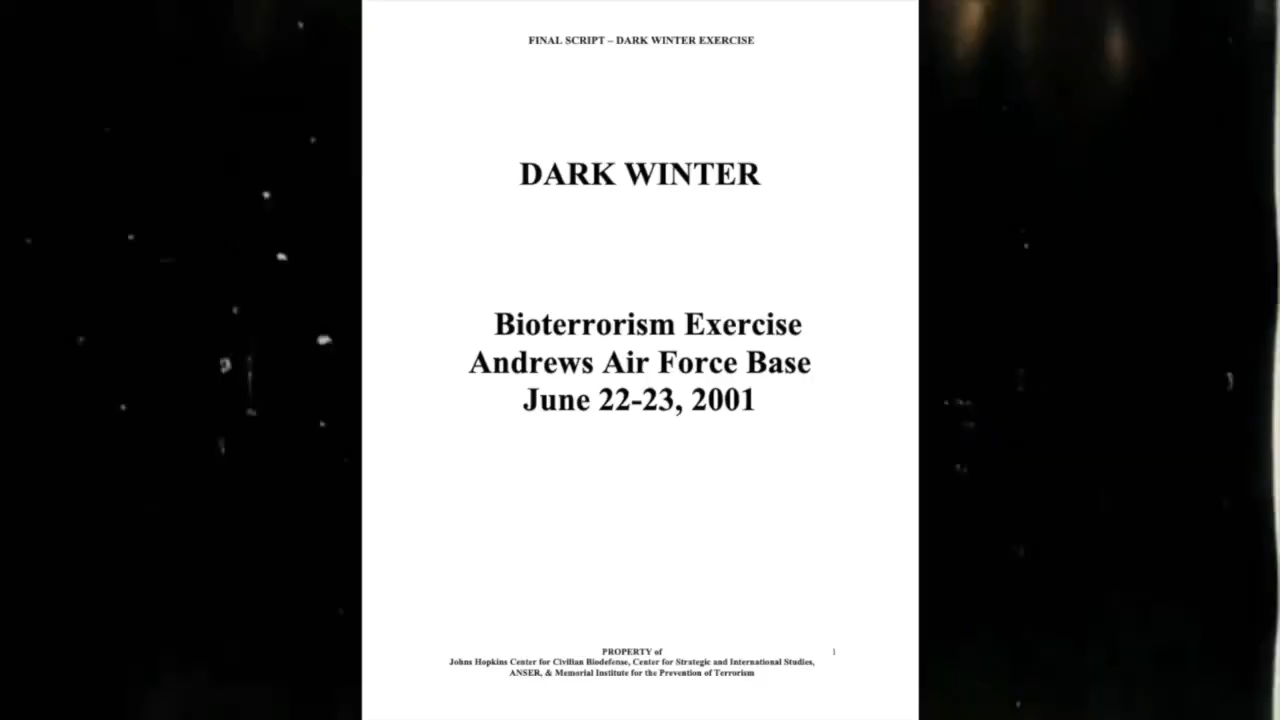 FINAL SCRIPT – DARK WINTER EXERCISE
DARK WINTER
Bioterrorism Exercise
Andrews Air Force Base
June 22-23, 2001
PROPERTY of
1
Johns Hopkins Center for Civilian Biodefense, Center for Strategic and International Studies,
ANSER, & Memorial Institute for the Prevention of Terrorism